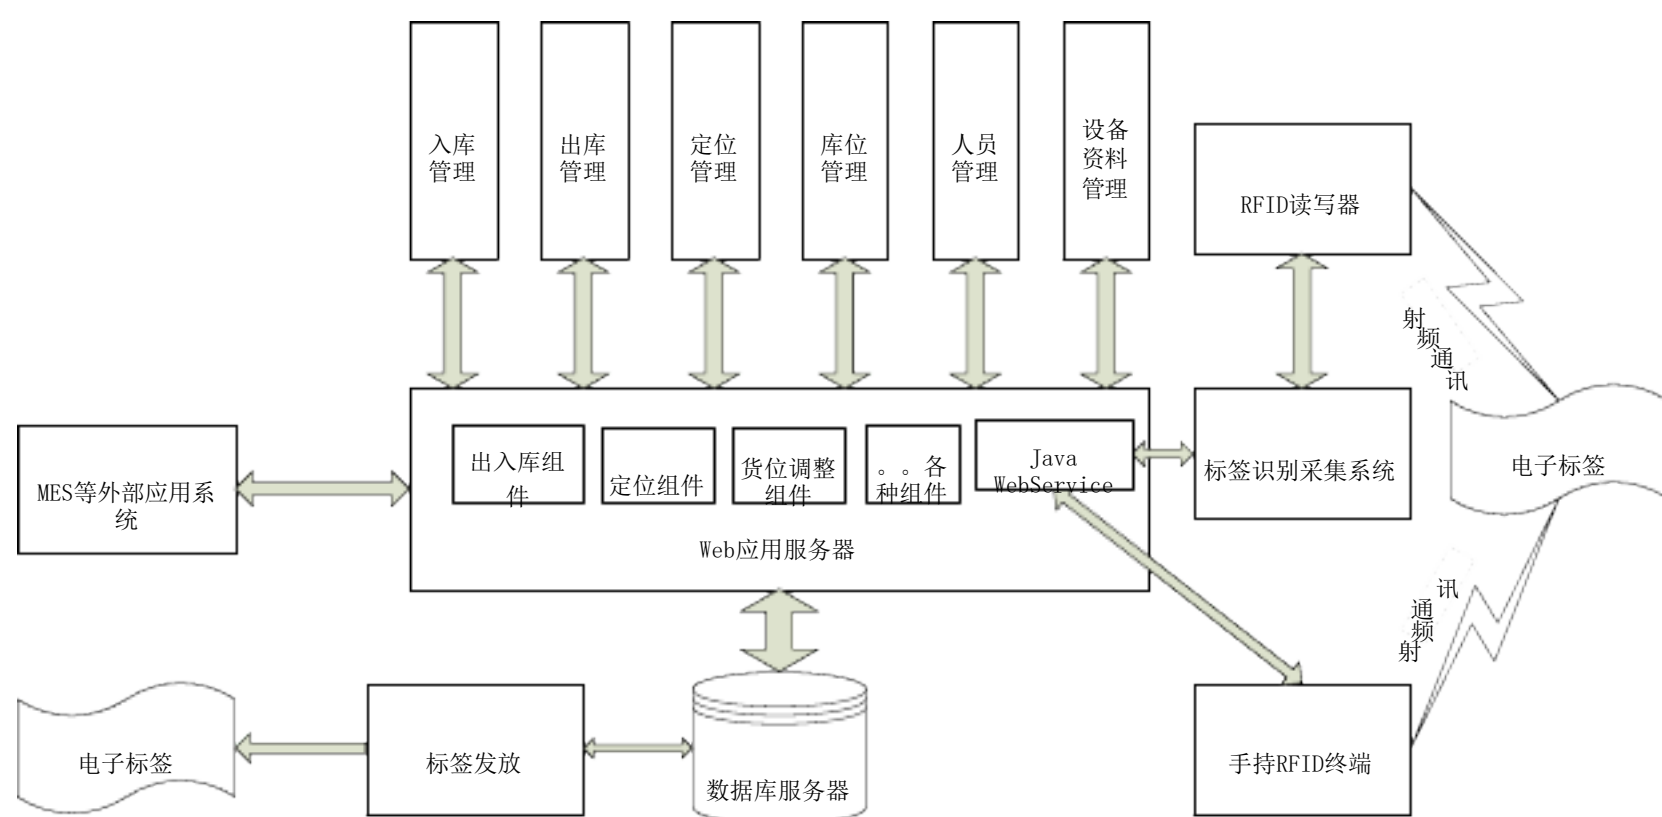 入库
管理
出库
管理
定位
管理
库位
管理
人员
管理
设备
资料
管理
RFID读写器
射频通讯
MES等外部应用系
统
出入库组
件
定位组件
货位调整
组件
。。各
种组件
Java
WebService
Web应用服务器
标签识别采集系统
电子标签
讯
通
频
射
电子标签
标签发放
数据库服务器
手持RFID终端